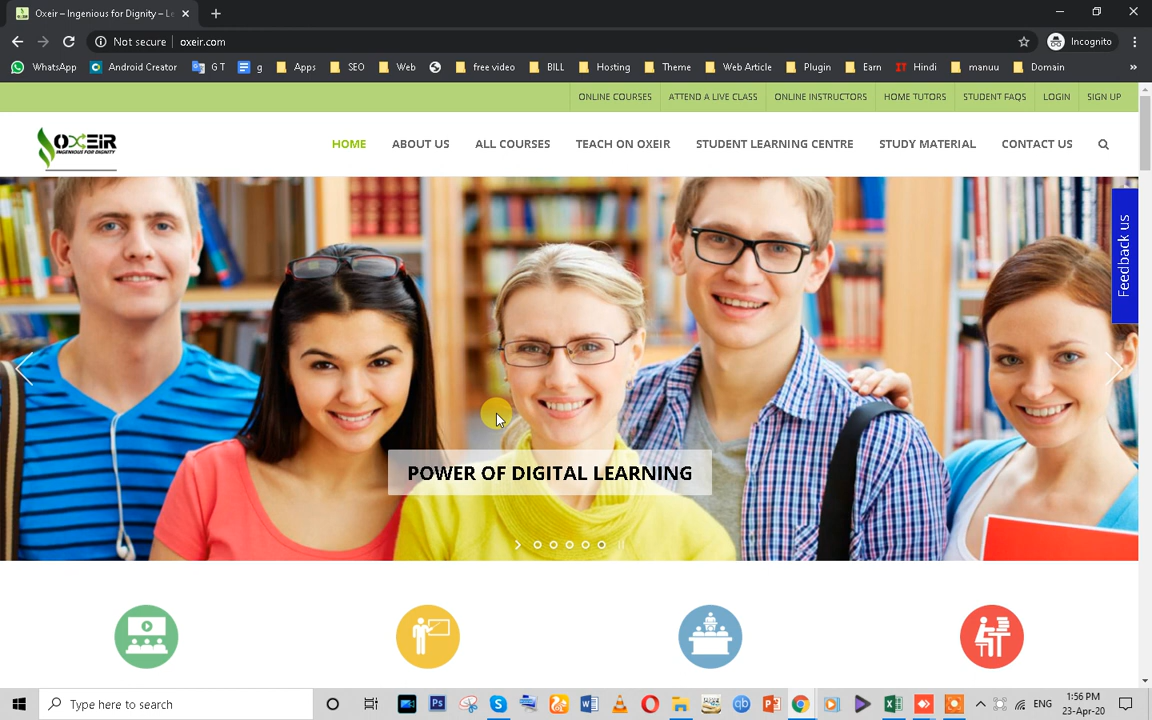 Oxeir – Ingenious for Dignity – Le
Not secure
oxeir.com
Incognito
WhatsApp
Android Creator
G T
g
Apps
SEO
Web
free video
BILL
Hosting
Theme
Web Article
Plugin
Earn
Hindi
manuu
Domain
ONLINE COURSES
ATTEND A LIVE CLASS
ONLINE INSTRUCTORS
HOME TUTORS
STUDENT FAQS
LOGIN
SIGN UP
OXEiR
INGENIOUS FOR DIGNITY
HOME
ABOUT US
ALL COURSES
TEACH ON OXEIR
STUDENT LEARNING CENTRE
STUDY MATERIAL
CONTACT US
Feedback us
POWER OF DIGITAL LEARNING
Type here to search
ENG
1:56 PM
23-Apr-20